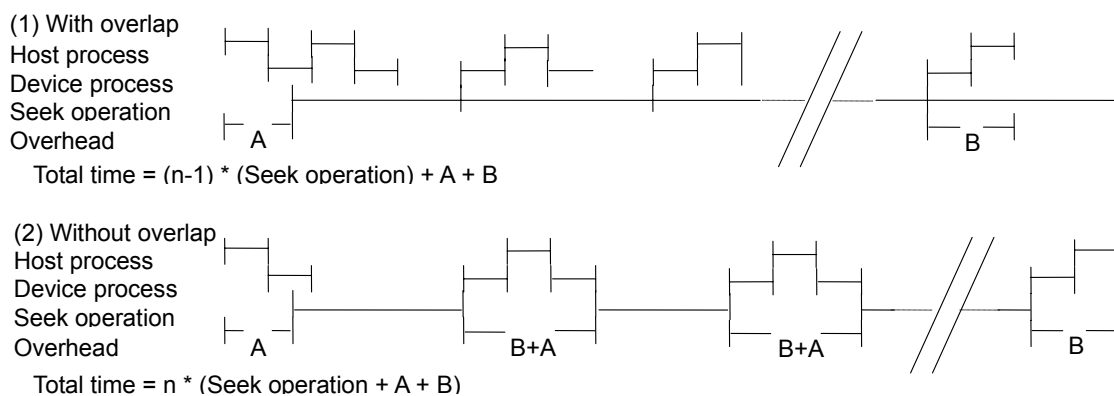 (1) With overlap
Host process
Device process
Seek operation
Overhead
A
B
Total time = (n-1) * (Seek operation) + A + B
(2) Without overlap
Host process
Device process
Seek operation
Overhead
A
B+A
B+A
B
Total time = n * (Seek operation + A + B)